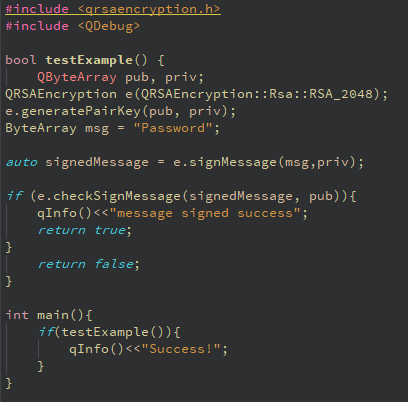 #include <qrsaencryption.h>
#include <QDebug>
bool testExample() {
QByteArray pub, priv;
QRSAEncryption e(QRSAEncryption::Rsa::RSA_2048);
e.generatePairKey(pub, priv);
ByteArray msg = "Password";
auto signedMessage = e.signMessage(msg,priv);
if (e.checkSignMessage(signedMessage, pub)){
qInfo()<<"message signed success";
return true;
}
return false;
}
int main(){
if(testExample()){
qInfo()<<"Success!";
}
}